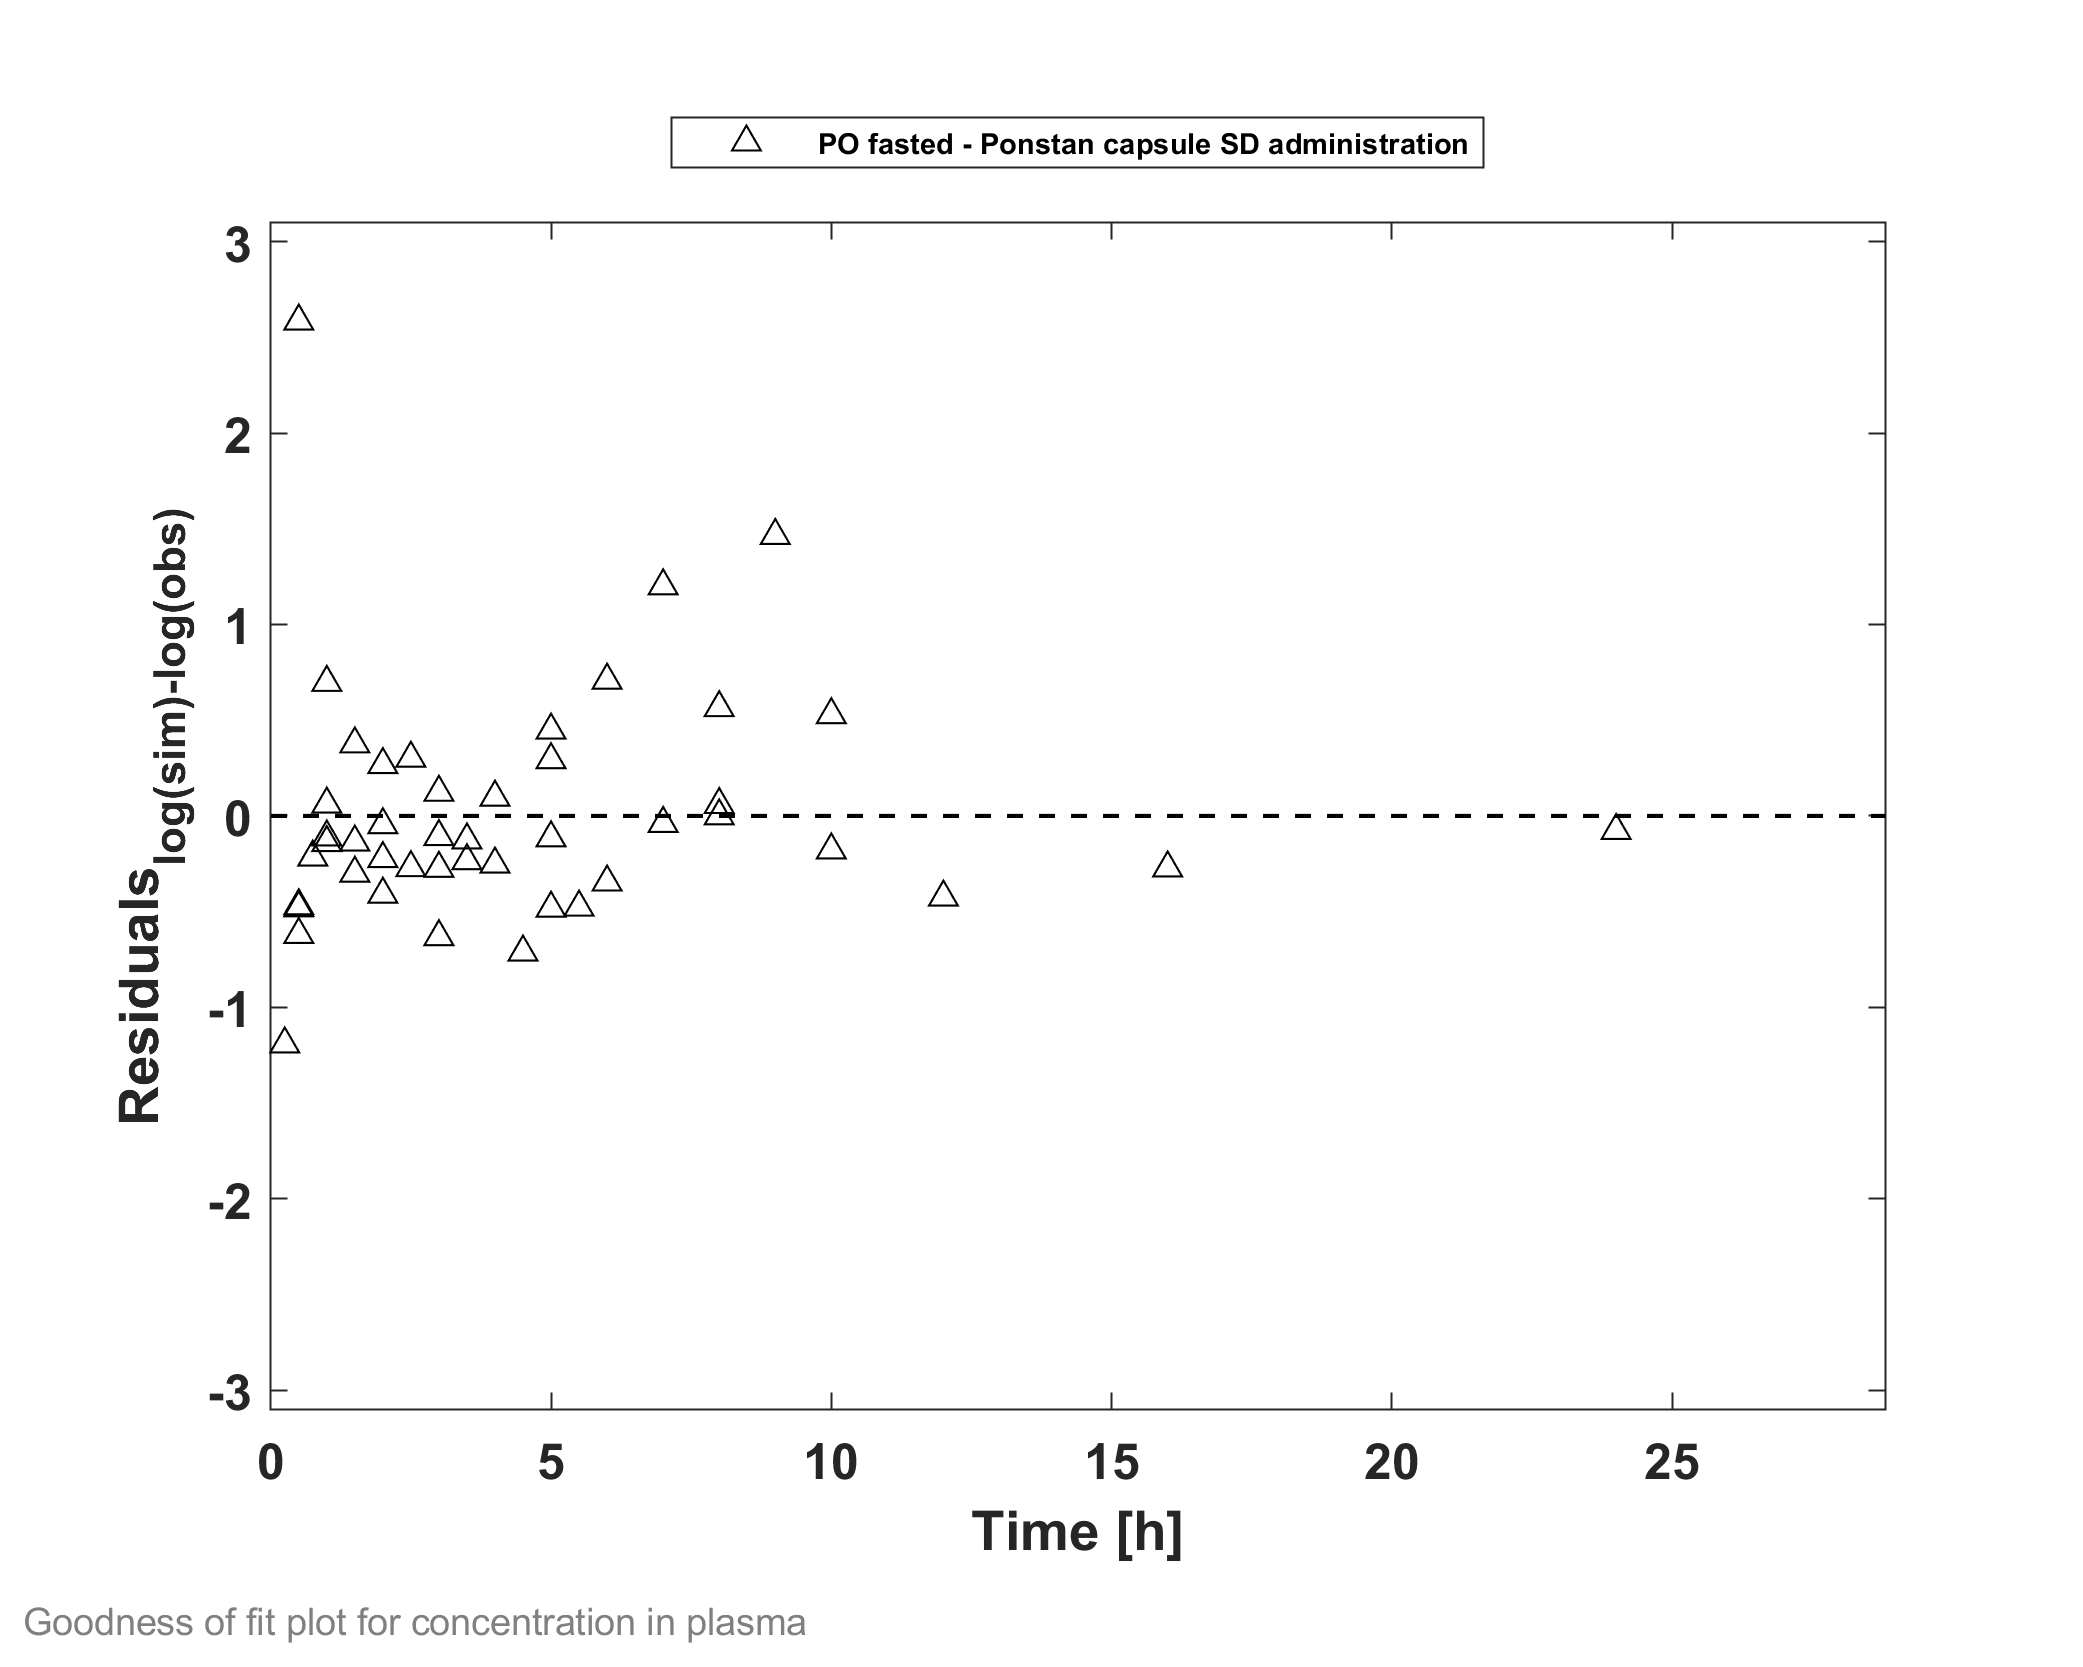 PO fasted - Ponstan capsule SD administration
3
2
1
0
-1
-2
-3
Residuals log(sim)-log(obs)
0 5 10 15 20 25
Time [h]
Goodness of fit plot for concentration in plasma